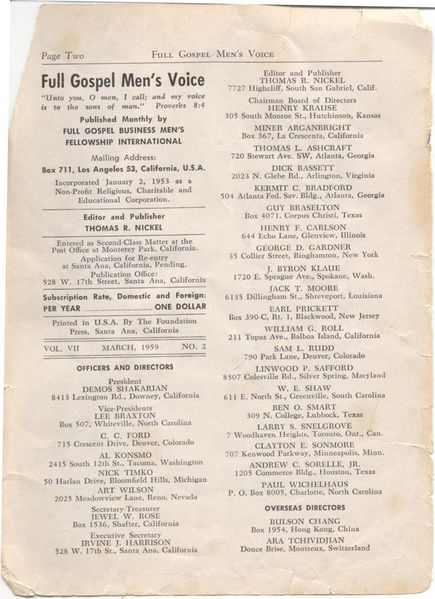 Page Two
FULL GOSPEL MEN'S VOICE
Full Gospel Men's Voice
"Unto you, O men, I call; and my voice
is to the sons of man." Proverbs 8:4
Published Monthly by
FULL GOSPEL BUSINESS MEN'S
FELLOWSHIP INTERNATIONAL
Mailing Address:
Box 711, Los Angeles 53, California, U.S.A.
Incorporated January 2, 1953 as a
Non-Profit Religious, Charitable and
Educational Corporation.
Editor and Publisher
THOMAS R. NICKEL
Entered as Second-Class Matter at the
Post Office at Monterey Park, California.
Application for Re-entry
at Santa Ana, California, Pending.
Publication Office:
528 W. 17th Street, Santa Ana, California
Subscription Rate, Domestic and Foreign:
PER YEAR ........................ ONE DOLLAR
Printed in U.S.A. By The Foundation
Press, Santa Ana, California
VOL. VII MARCH, 1959 NO. 2
OFFICERS AND DIRECTORS
President
DEMOS SHAKARIAN
8413 Lexington Rd., Downey, California
Vice-Presidents
LEE BRAXTON
Box 507, Whiteville, North Carolina
C. C. FORD
715 Crescent Drive, Denver, Colorado
AL KONSMO
2415 South 12th St., Tacoma, Washington
NICK TIMKO
50 Harlan Drive, Bloomfield Hills, Michigan
ART WILSON
2025 Meadowview Lane, Reno, Nevada
Secretary-Treasurer
JEWEL W. ROSE
Box 1536, Shafter, California
Executive Secretary
IRVINE J. HARRISON
528 W. 17th St., Santa Ana, California
Editor and Publisher
THOMAS R. NICKEL
7727 Highcliff, South San Gabriel, Calif.
Chairman Board of Directors
HENRY KRAUSE
305 South Monroe St., Hutchinson, Kansas
MINER ARGANBRIGHT
Box 367, La Crescenta, California
THOMAS L. ASHCRAFT
720 Stewart Ave. SW, Atlanta, Georgia
DICK BASSETT
2023 N. Glebe Rd., Arlington, Virginia
KERMIT C. BRADFORD
504 Atlanta Fed. Sav. Bldg., Atlanta, Georgia
GUY BRASELTON
Box 4071, Corpus Christi, Texas
HENRY F. CARLSON
644 Echo Lane, Glenview, Illinois
GEORGE D. GARDNER
35 Collier Street, Binghamton, New York
J. BYRON KLAUE
1720 E. Sprague Ave., Spokane, Wash.
JACK T. MOORE
6135 Dillingham St., Shreveport, Louisiana
EARL PRICKETT
Box 390-C, Rt. 1, Blackwood, New Jersey
WILLIAM G. ROLL
211 Topaz Ave., Balboa Island, California
SAM L. RUDD
790 Park Lane, Denver, Colorado
LINWOOD P. SAFFORD
8507 Colesville Rd., Silver Spring, Maryland
W. E. SHAW
611 E. North St., Greenville, South Carolina
BEN O. SMART
309 N. College, Lubbock, Texas
LARRY S. SNELGROVE
7 Woodhaven Heights, Toronto, Ont., Can.
CLAYTON E. SONMORE
707 Kenwood Parkway, Minneapolis, Minn.
ANDREW C. SORELLE, JR.
1205 Commerce Bldg., Houston, Texas
PAUL WICHELHAUS
P. O. Box 8005, Charlotte, North Carolina
OVERSEAS DIRECTORS
BULSON CHANG
Box 1954, Hong Kong, China
ARA TCHIVIDJIAN
Douce Brise, Montreux, Switzerland